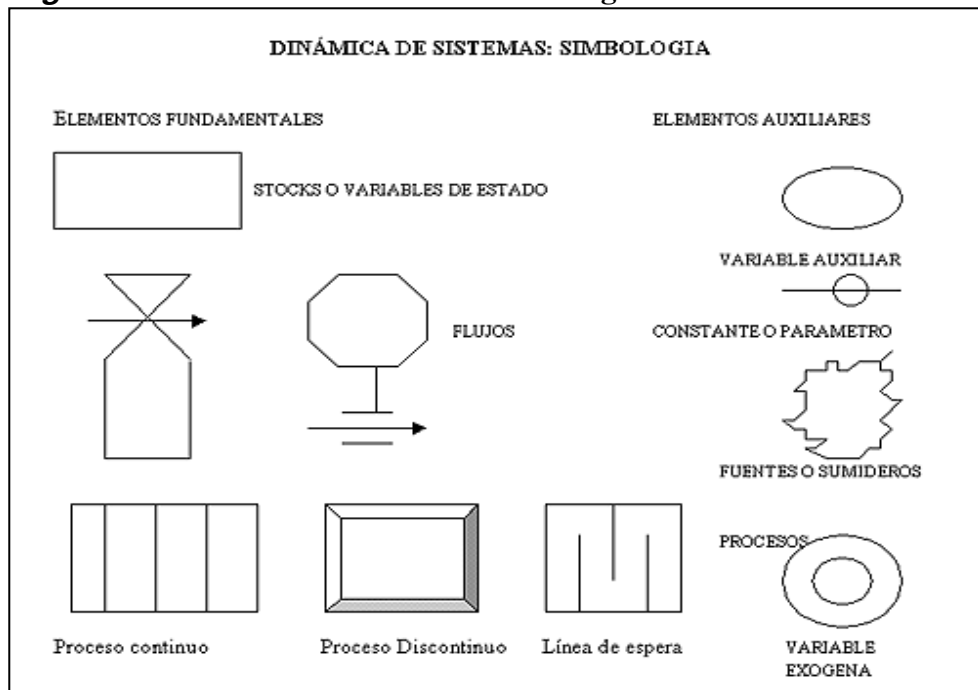 DINÁMICA DE SISTEMAS: SIMBOLOGIA
ELEMENTOS FUNDAMENTALES
ELEMENTOS AUXILIARES
STOCKS O VARIABLES DE ESTADO
VARIABLE AUXILIAR
FLUJOS
CONSTANTE O PARAMETRO
FUENTES O SUMIDEROS
PROCESOS
Proceso continuo
Proceso Discontinuo
Línea de espera
VARIABLE
EXOGENA